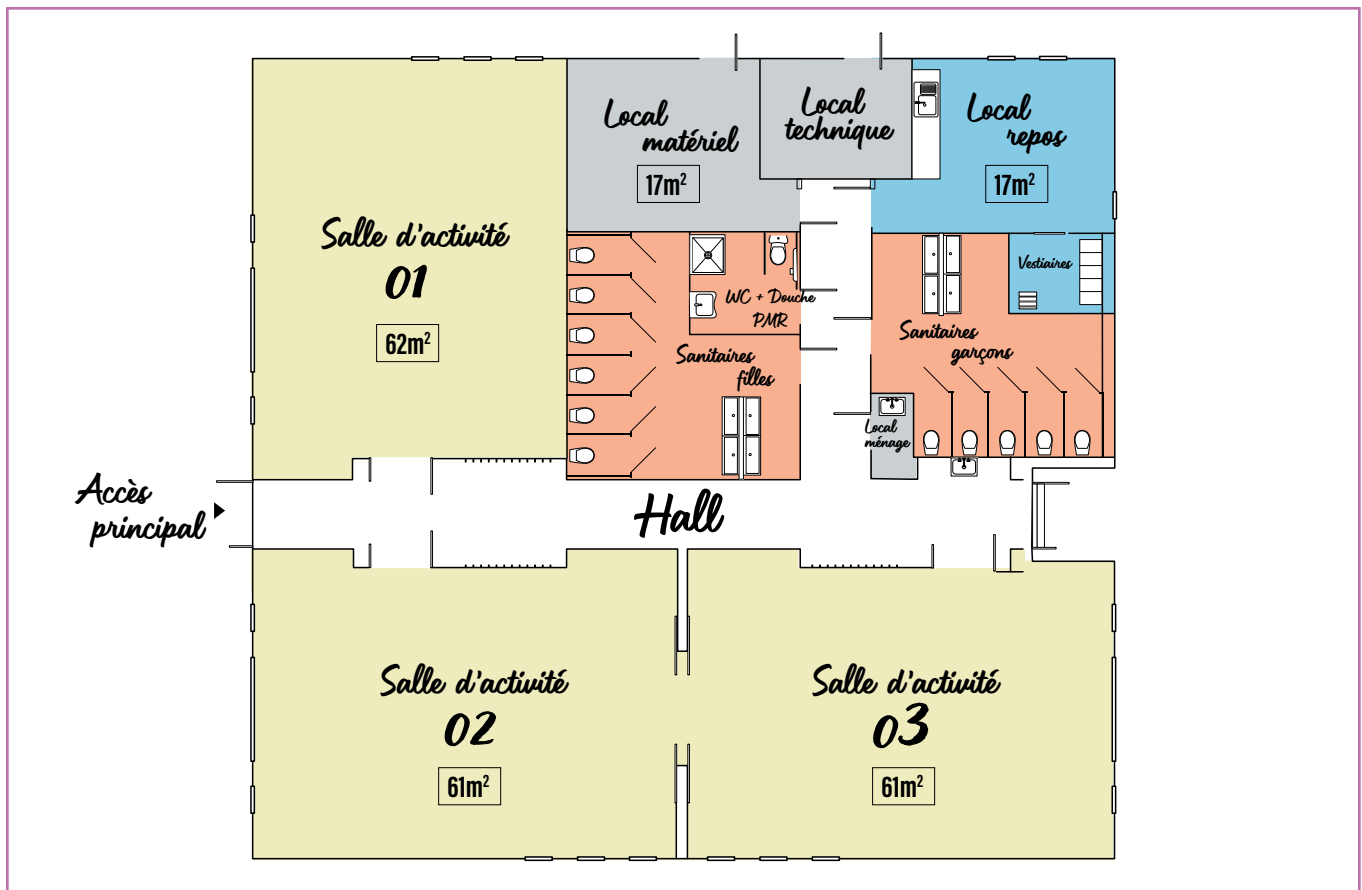 Local
matériel
17m²
Local
technique
Local
repos
17m²
Salle d'activité
01
62m²
WC + Douche
PMR
Vestiaires
Sanitaires
filles
Sanitaires
garçons
Local
ménage
Accès
principal
Hall
Salle d'activité
02
61m²
Salle d'activité
03
61m²